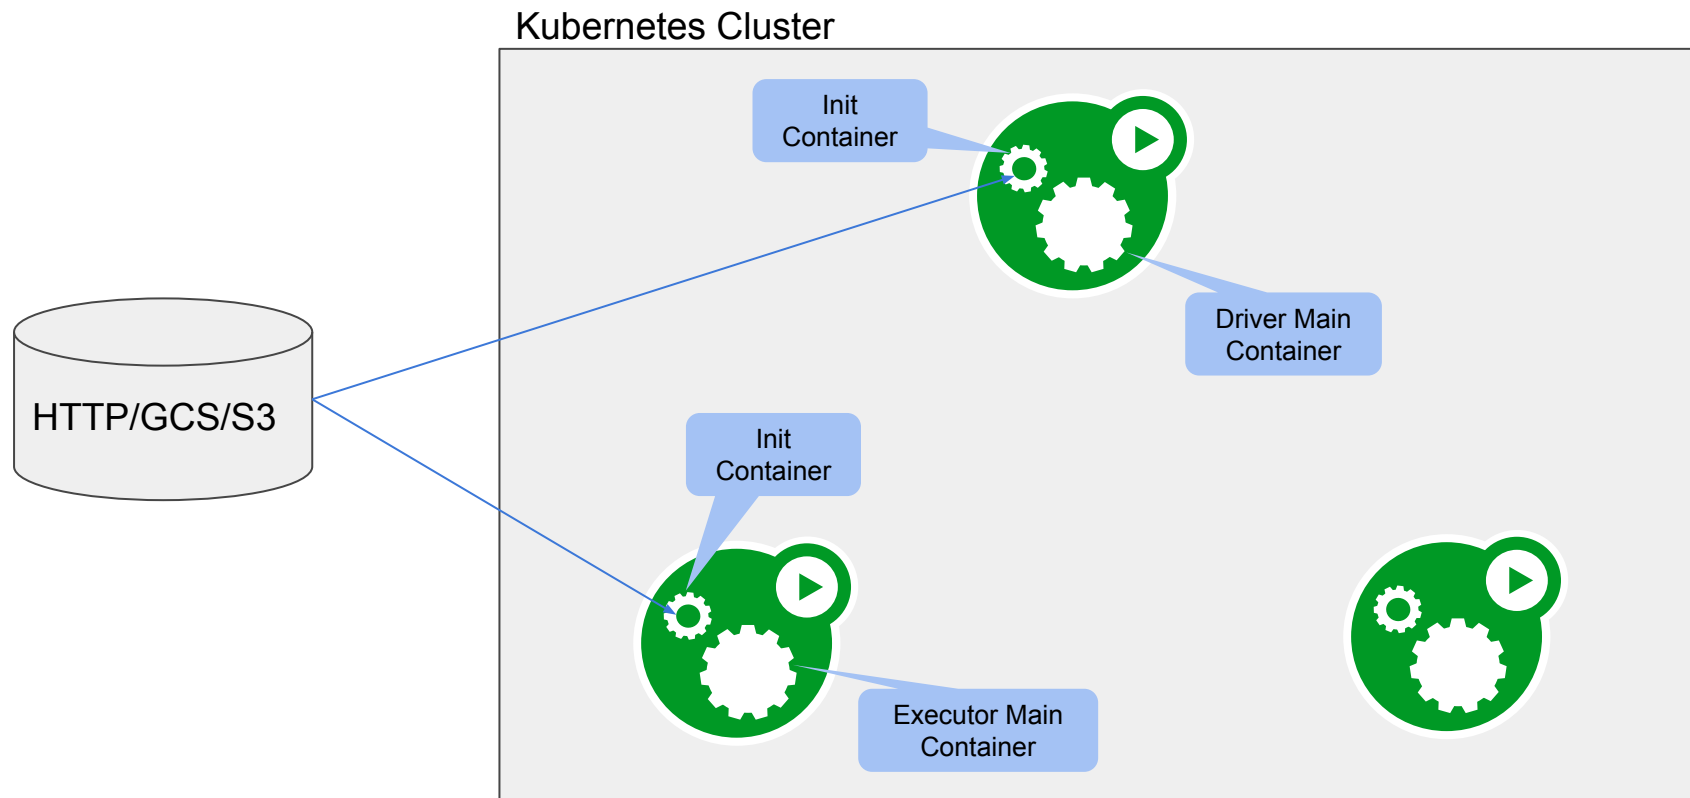 Kubernetes Cluster
Init
Container
Driver Main
Container
HTTP/GCS/S3
Init
Container
Executor Main
Container